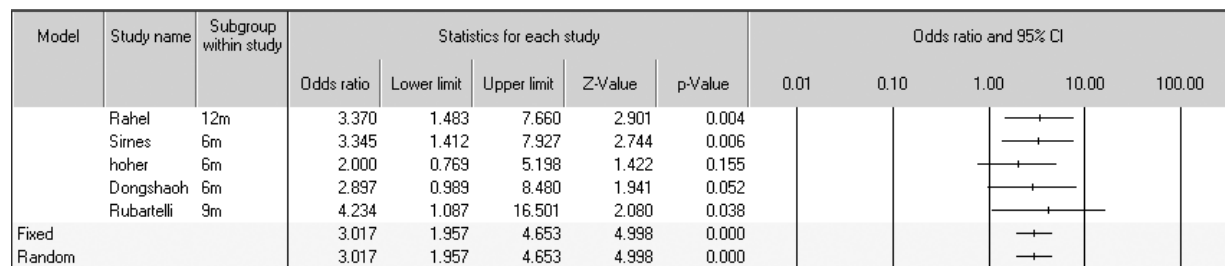 Model Study name Subgroup within study Statistics for each study Odds ratio and 95% CI
Odds ratio Lower limit Upper limit Z-Value p-Value 0.01 0.10 1.00 10.00 100.00
Rahel 12m 3.370 1.483 7.660 2.901 0.004
Sirnes 6m 3.345 1.412 7.927 2.744 0.006
hoher 6m 2.000 0.769 5.198 1.422 0.155
Dongshaoh 6m 2.897 0.989 8.480 1.941 0.052
Rubartelli 9m 4.234 1.087 16.501 2.080 0.038
Fixed 3.017 1.957 4.653 4.998 0.000
Random 3.017 1.957 4.653 4.998 0.000